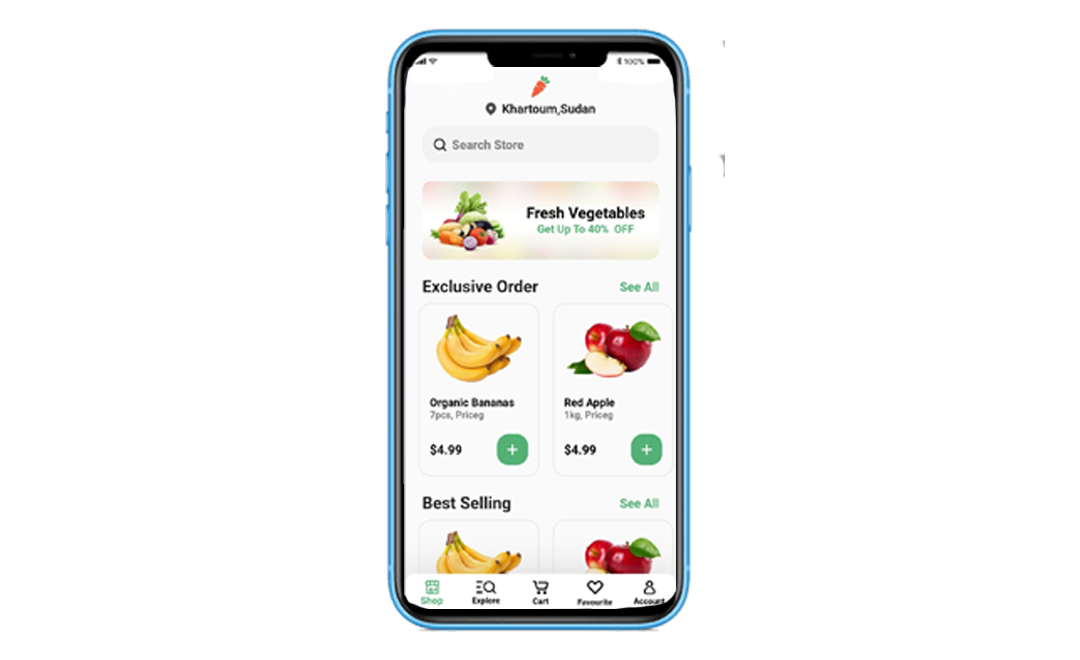 100%
Khartoum,Sudan
Search Store
Fresh Vegetables
Get Up To 40% OFF
Exclusive Order See All
Organic Bananas
7pcs, Priceg
$4.99 +
Red Apple
1kg, Priceg
$4.99 +
Best Selling See All
Shop Explore Cart Favourite Account